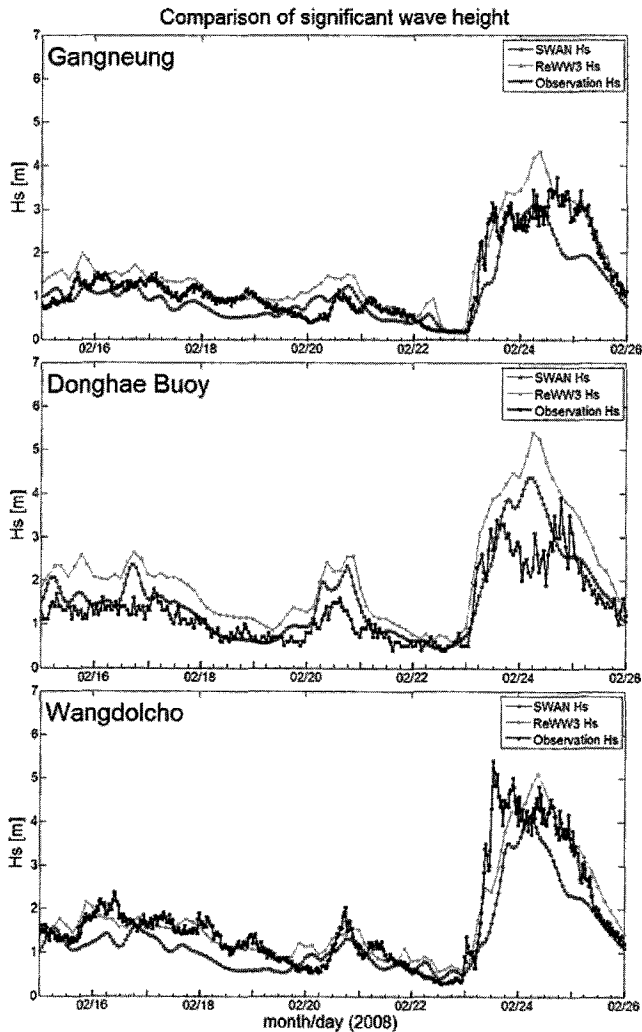 Comparison of significant wave height
Gangneung
SWAN Hs
ReWW3 Hs
Observation Hs
Hs [m]
7
6
5
4
3
2
1
0
02/16 02/18 02/20 02/22 02/24 02/26
Donghae Buoy
SWAN Hs
ReWW3 Hs
Observation Hs
Hs [m]
7
6
5
4
3
2
1
0
02/16 02/18 02/20 02/22 02/24 02/26
Wangdolcho
SWAN Hs
ReWW3 Hs
Observation Hs
Hs [m]
7
6
5
4
3
2
1
0
02/16 02/18 02/20 02/22 02/24 02/26
month/day (2008)